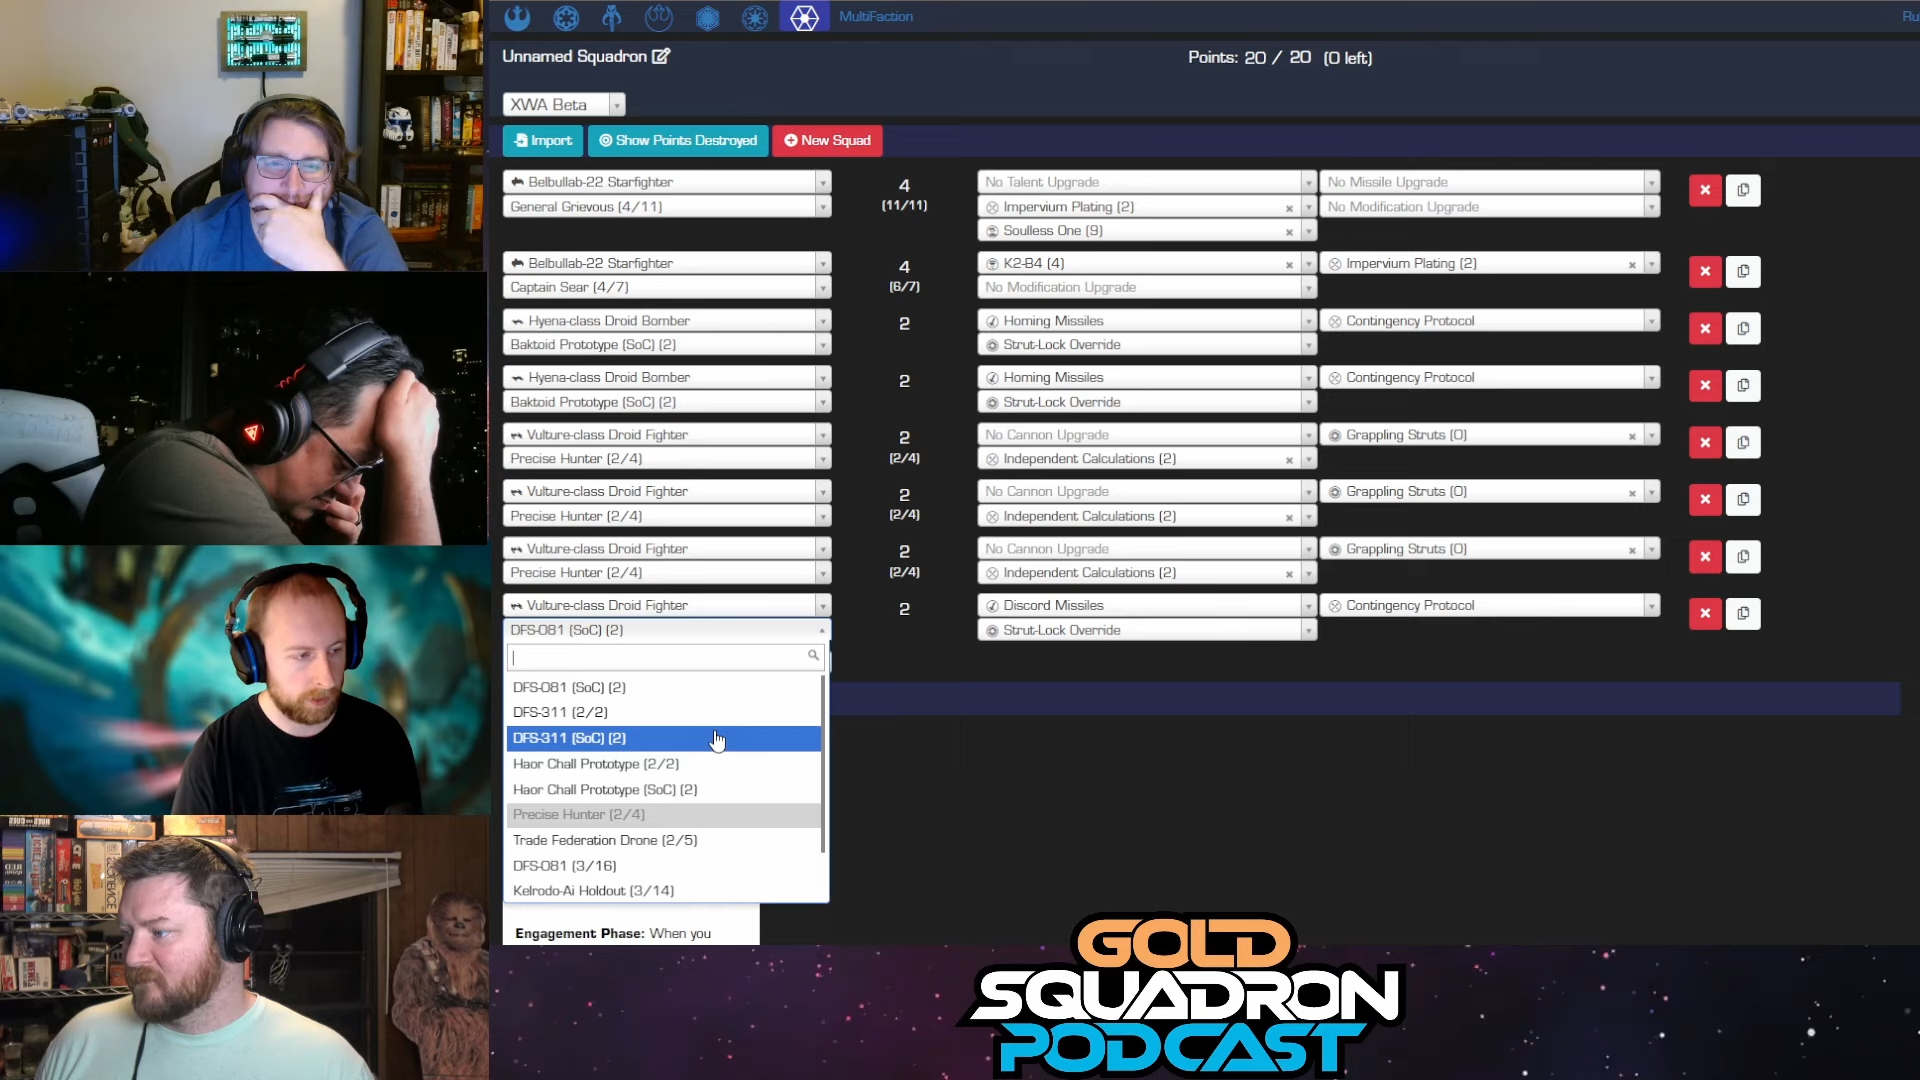 MultiFaction
Ru
Unnamed Squadron
Points: 20 / 20 (0 left)
XWA Beta
Import
Show Points Destroyed
New Squad
Belbullab-22 Starfighter
General Grievous (4/11)
4
(11/11)
No Talent Upgrade
No Missile Upgrade
Impervium Plating (2)
No Modification Upgrade
Soulless One (9)
Belbullab-22 Starfighter
Captain Sear (4/7)
4
(6/7)
K2-B4 (4)
Impervium Plating (2)
No Modification Upgrade
Hyena-class Droid Bomber
Baktoid Prototype (SoC) (2)
2
Homing Missiles
Contingency Protocol
Strut-Lock Override
Hyena-class Droid Bomber
Baktoid Prototype (SoC) (2)
2
Homing Missiles
Contingency Protocol
Strut-Lock Override
Vulture-class Droid Fighter
Precise Hunter (2/4)
2
(2/4)
No Cannon Upgrade
Grappling Struts (0)
Independent Calculations (2)
Vulture-class Droid Fighter
Precise Hunter (2/4)
2
(2/4)
No Cannon Upgrade
Grappling Struts (0)
Independent Calculations (2)
Vulture-class Droid Fighter
Precise Hunter (2/4)
2
(2/4)
No Cannon Upgrade
Grappling Struts (0)
Independent Calculations (2)
Vulture-class Droid Fighter
DFS-081 (SoC) (2)
2
Discord Missiles
Contingency Protocol
Strut-Lock Override
DFS-081 (SoC) (2)
DFS-311 (2/2)
DFS-311 (SoC) (2)
Haor Chall Prototype (2/2)
Haor Chall Prototype (SoC) (2)
Precise Hunter (2/4)
Trade Federation Drone (2/5)
DFS-081 (3/16)
Kelrodo-Ai Holdout (3/14)
Engagement Phase: When you
GOLD
SQUADRON
PODCAST